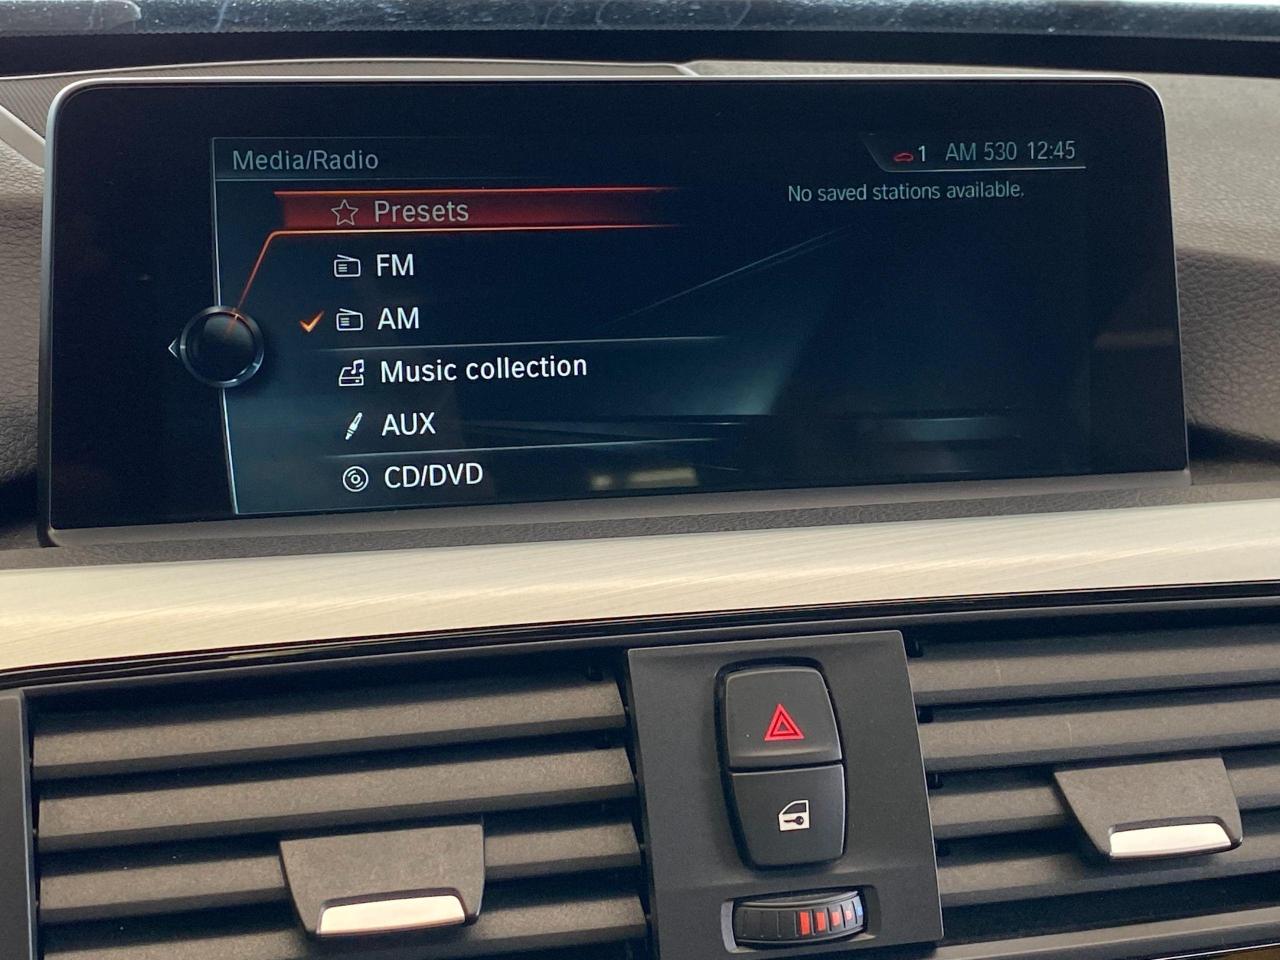 Media/Radio
1 AM 530 12:45
Presets
No saved stations available.
FM
AM
Music collection
AUX
CD/DVD